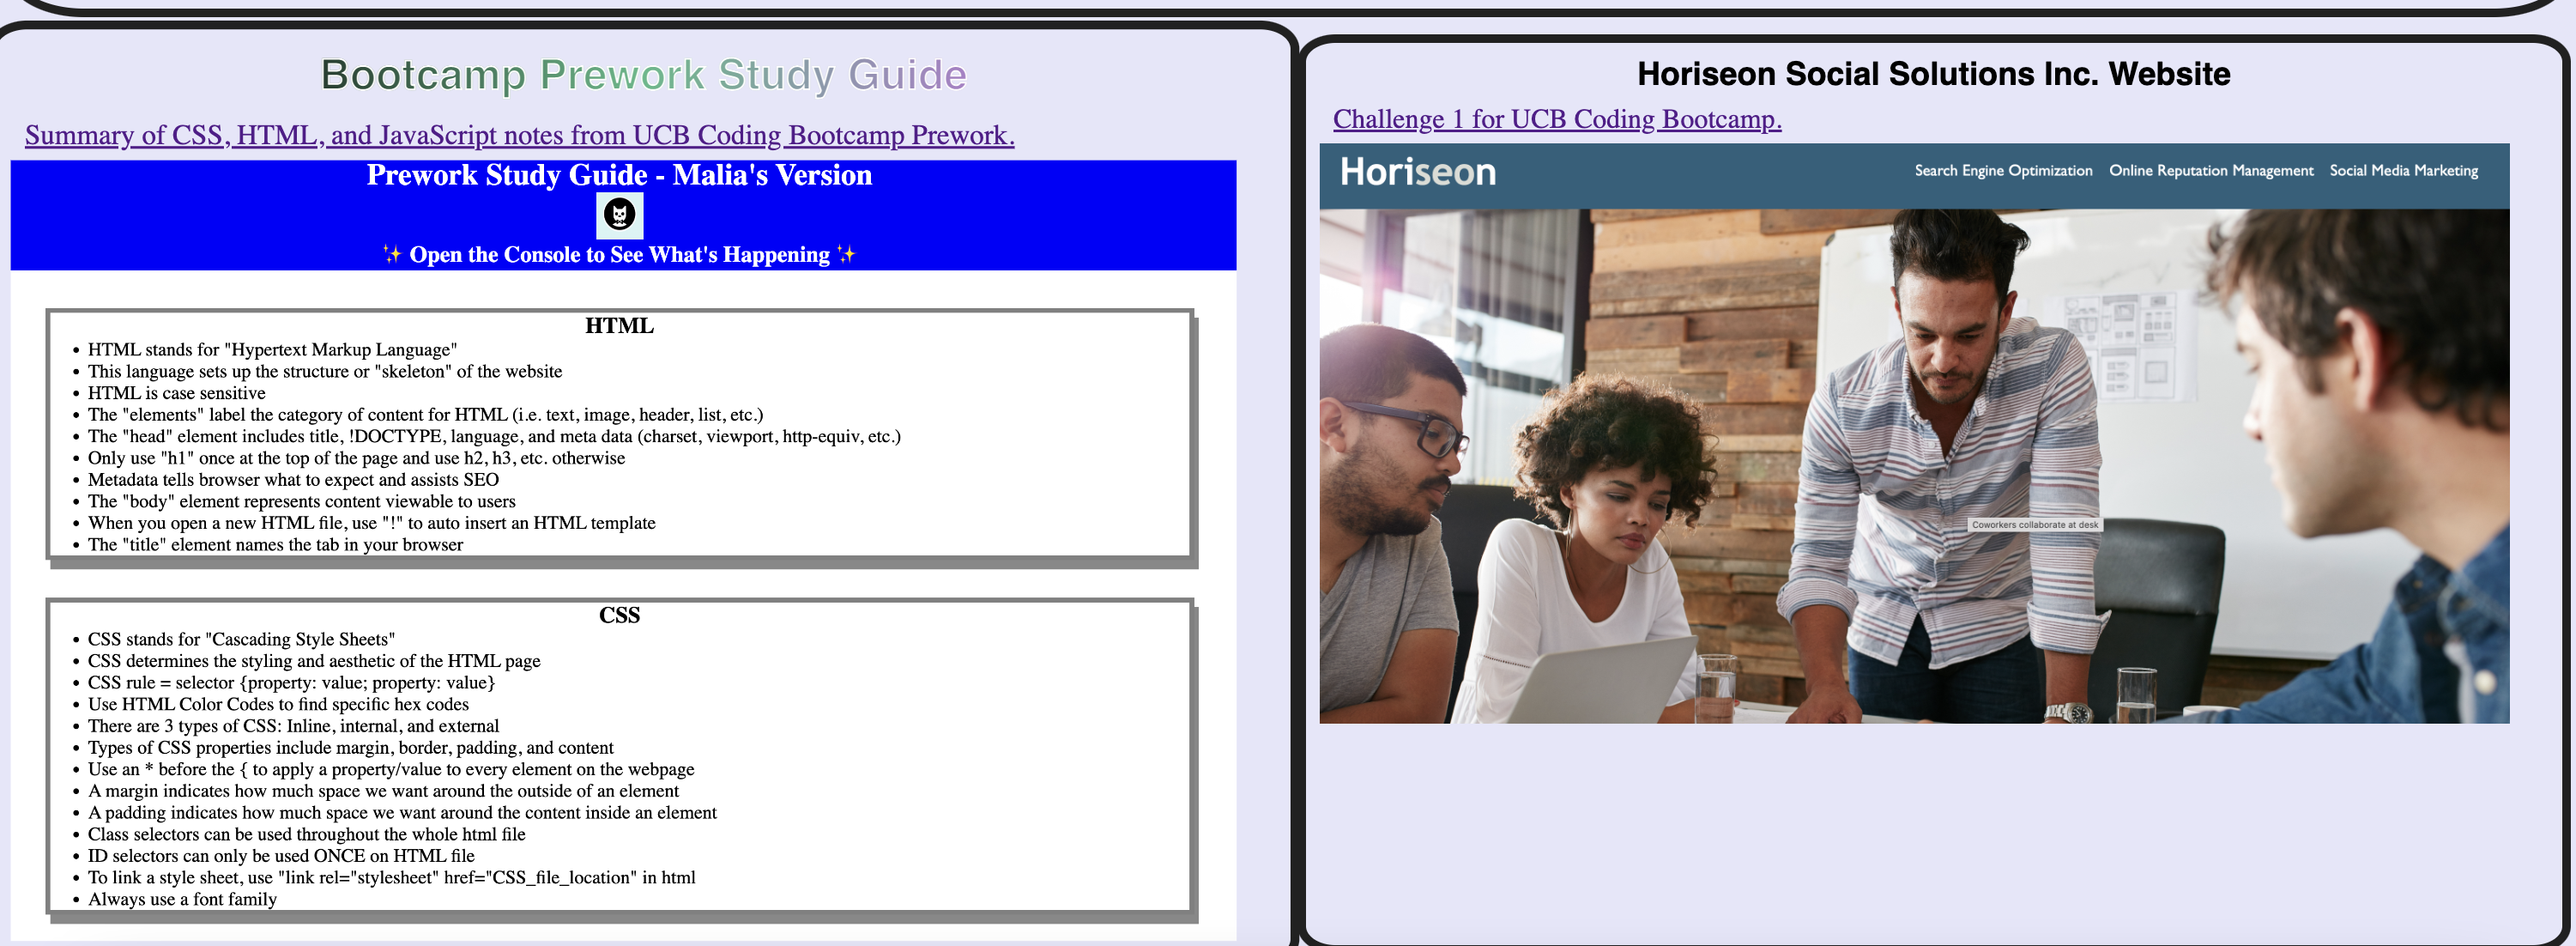 Bootcamp Prework Study Guide
Summary of CSS, HTML, and JavaScript notes from UCB Coding Bootcamp Prework.
Prework Study Guide - Malia's Version
✨ Open the Console to See What's Happening ✨
HTML
• HTML stands for "Hypertext Markup Language"
• This language sets up the structure or "skeleton" of the website
• HTML is case sensitive
• The "elements" label the category of content for HTML (i.e. text, image, header, list, etc.)
• The "head" element includes title, !DOCTYPE, language, and meta data (charset, viewport, http-equiv, etc.)
• Only use "h1" once at the top of the page and use h2, h3, etc. otherwise
• Metadata tells browser what to expect and assists SEO
• The "body" element represents content viewable to users
• When you open a new HTML file, use "!" to auto insert an HTML template
• The "title" element names the tab in your browser
CSS
• CSS stands for "Cascading Style Sheets"
• CSS determines the styling and aesthetic of the HTML page
• CSS rule = selector {property: value; property: value}
• Use HTML Color Codes to find specific hex codes
• There are 3 types of CSS: Inline, internal, and external
• Types of CSS properties include margin, border, padding, and content
• Use an * before the { to apply a property/value to every element on the webpage
• A margin indicates how much space we want around the outside of an element
• A padding indicates how much space we want around the content inside an element
• Class selectors can be used throughout the whole html file
• ID selectors can only be used ONCE on HTML file
• To link a style sheet, use "link rel="stylesheet" href="CSS_file_location" in html
• Always use a font family
Horiseon Social Solutions Inc. Website
Challenge 1 for UCB Coding Bootcamp.
Horiseon
Search Engine Optimization Online Reputation Management Social Media Marketing
Coworkers collaborate at desk